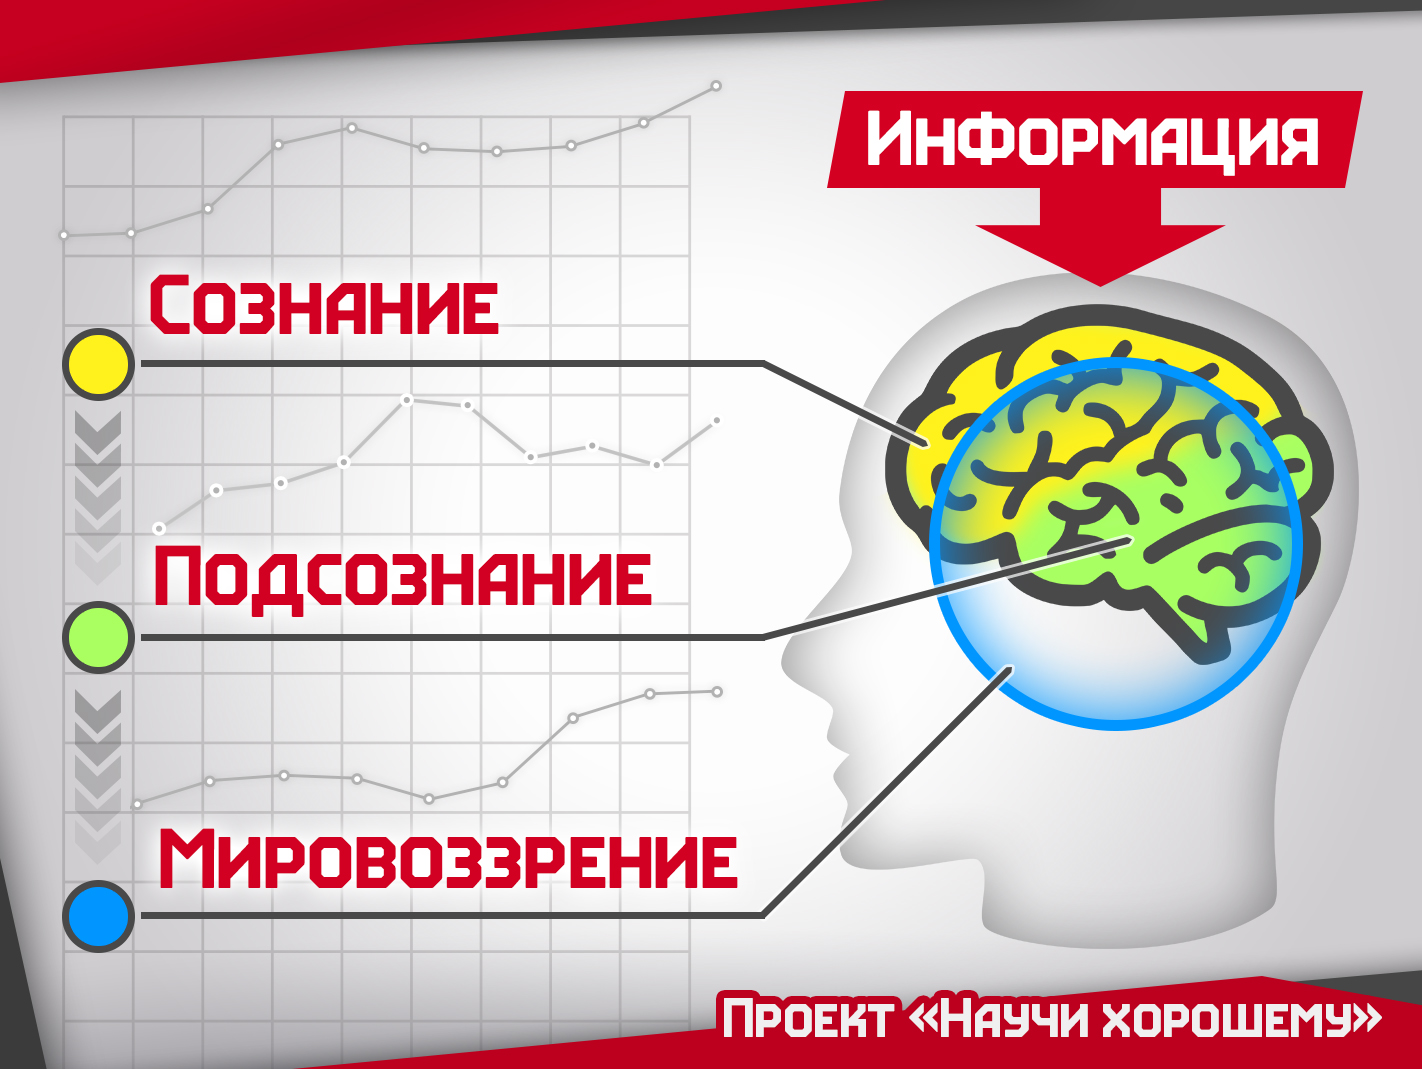 Информация
Сознание
Подсознание
Мировоззрение
Проект «Научи хорошему»